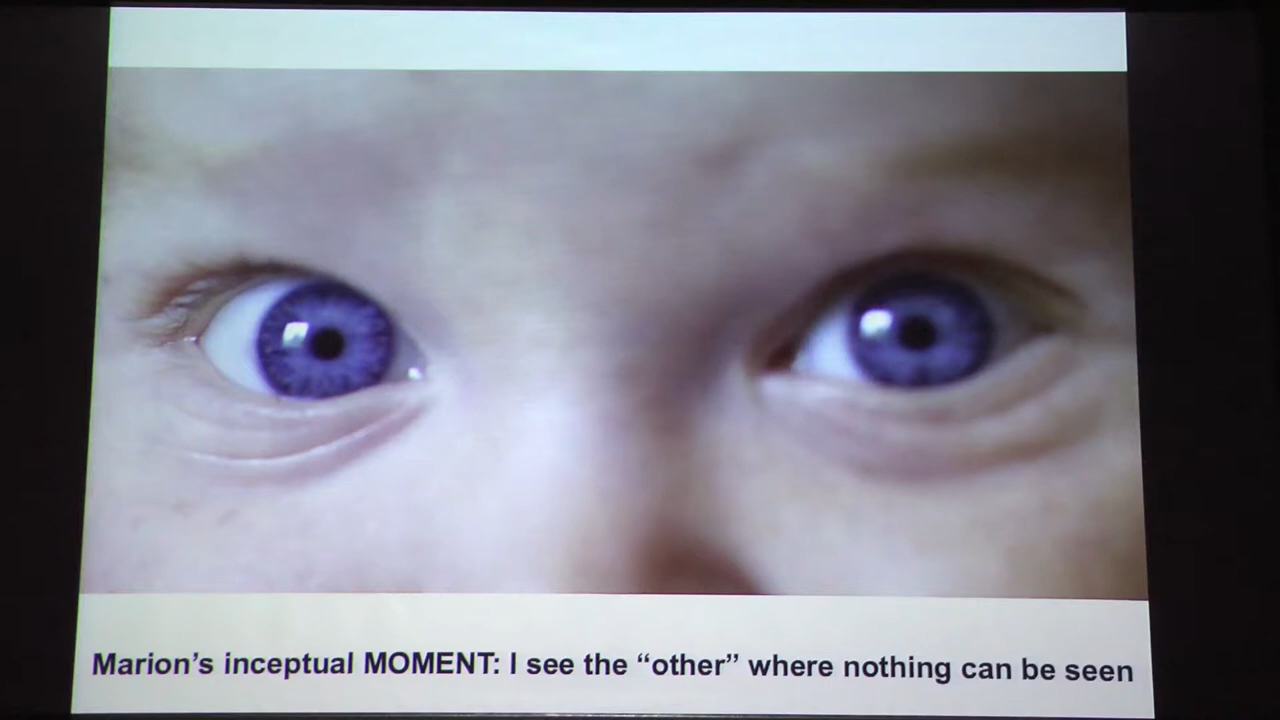 Marion’s inceptual MOMENT: I see the “other” where nothing can be seen